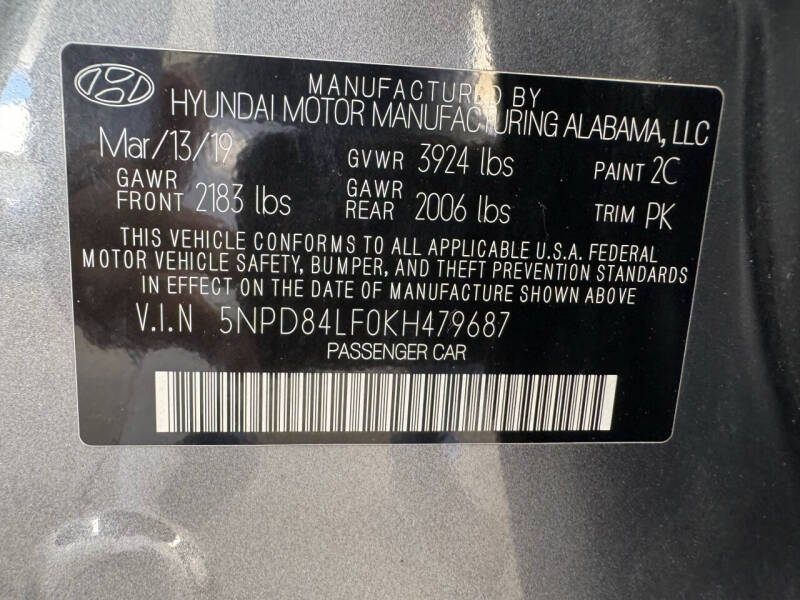 MANUFACTURED BY
HYUNDAI MOTOR MANUFACTURING ALABAMA, LLC
Mar/13/19 GVWR 3924 lbs PAINT 2C
GAWR FRONT 2183 lbs GAWR REAR 2006 lbs TRIM PK
THIS VEHICLE CONFORMS TO ALL APPLICABLE U.S.A. FEDERAL
MOTOR VEHICLE SAFETY, BUMPER, AND THEFT PREVENTION STANDARDS
IN EFFECT ON THE DATE OF MANUFACTURE SHOWN ABOVE
V.I.N 5NPD84LF0KH479687
PASSENGER CAR